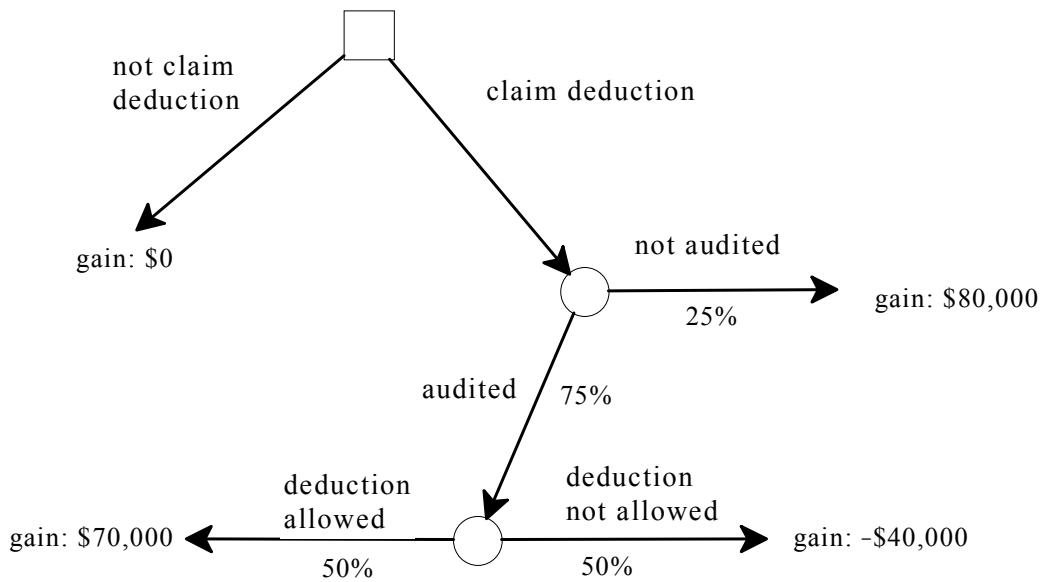 not claim
deduction
claim deduction
not audited
gain: $0
25%
gain: $80,000
audited
75%
deduction
allowed
deduction
not allowed
gain: $70,000
gain: -$40,000
50%
50%